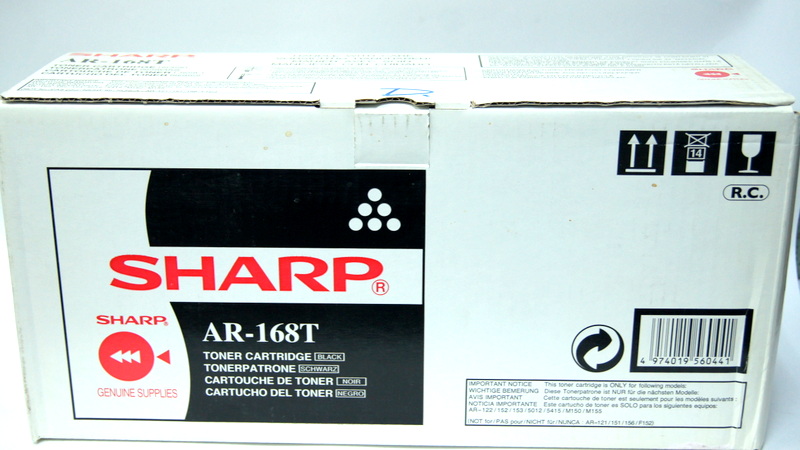 SHARP
AR-168T
TONER CARTRIDGE
14
R.C.
SHARP®
SHARP®
GENUINE SUPPLIES
AR-168T
TONER CARTRIDGE BLACK
TONERPATRONE SCHWARZ
CARTOUCHE DE TONER NOIR
CARTUCHO DEL TONER NEGRO
4 974019 560441
IMPORTANT NOTICE This toner cartridge is ONLY for following models:
WICHTIGE BEMERUNG Diese Tonerpatrone ist NUR für die nächsten Modelle:
AVIS IMPORTANT Cette cartouche de toner est seulement pour les modèles suivants :
NOTICIA IMPORTANTE Este cartucho de toner es SOLO para los siguientes equipos:
AR-122/152/153/5012/5415/M150/M155
(NOT for/PAS pour/NICHT für/NUNCA : AR-121/151/156/F152)